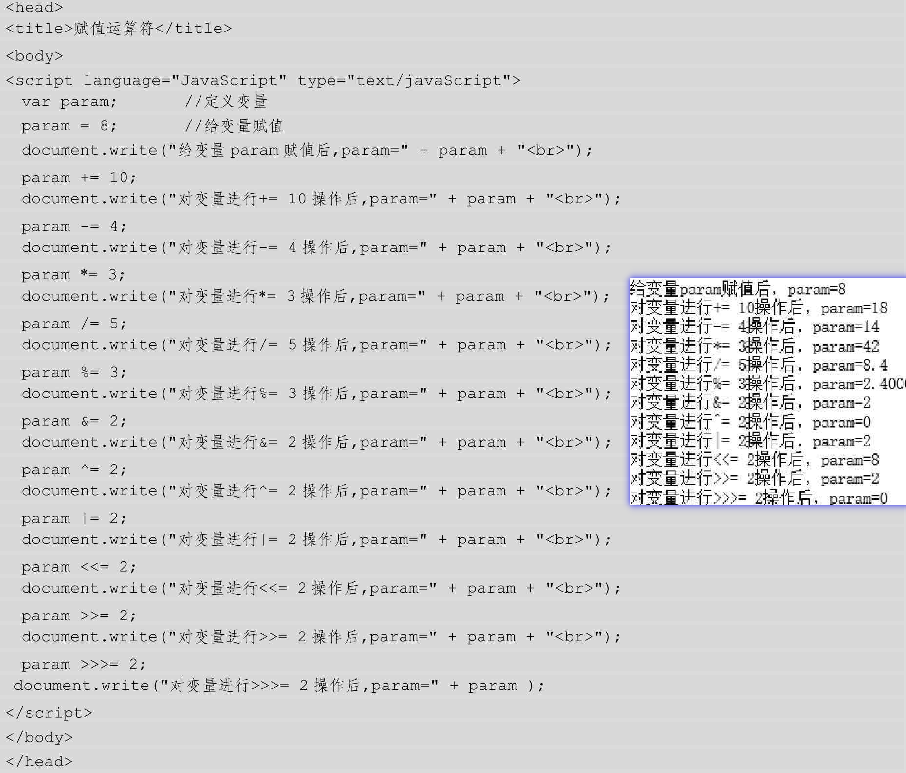 <head>
<title>赋值运算符</title>
<body>
<script language="JavaScript" type="text/javaScript">
var param; //定义变量
param = 8; //给变量赋值
document.write("给变量 param 赋值后,param=" - param + "<br>");
param += 10;
document.write("对变量进行+= 10 操作后,param=" + param + "<br>");
param -= 4;
document.write("对变量进行-= 4 操作后,param=" + param + "<br>");
param *= 3;
document.write("对变量进行*= 3 操作后,param=" + param + "<br>");
param /= 5;
document.write("对变量进行/= 5 操作后,param=" + param + "<br>");
param %= 3;
document.write("对变量进行%= 3 操作后,param=" + param + "<br>");
param &= 2;
document.write("对变量进行&= 2 操作后,param=" + param + "<br>");
param ^= 2;
document.write("对变量进行^= 2 操作后,param=" + param + "<br>");
param |= 2;
document.write("对变量进行|= 2 操作后,param=" + param + "<br>");
param <<= 2;
document.write("对变量进行<<= 2 操作后,param=" + param + "<br>");
param >>= 2;
document.write("对变量进行>>= 2 操作后,param=" + param + "<br>");
param >>>= 2;
document.write("对变量进行>>>= 2 操作后,param=" + param );
</script>
</body>
</head>
给变量param赋值后, param=8
对变量进行+= 10操作后, param=18
对变量进行-= 4操作后, param=14
对变量进行*= 3操作后, param=42
对变量进行/= 5操作后, param=8.4
对变量进行%= 3操作后, param=2.400
对变量进行&= 2操作后, param=2
对变量进行^= 2操作后, param=0
对变量进行|= 2操作后, param=2
对变量进行<<= 2操作后, param=8
对变量进行>>= 2操作后, param=2
对变量进行>>>= 2操作后, param=0